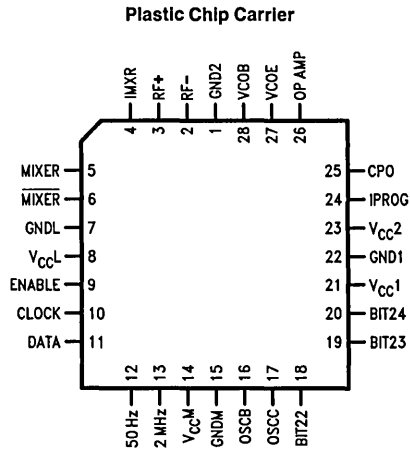 Plastic Chip Carrier
IMXR
RF+
RF-
GND2
VCOB
VCOE
OP AMP
4 3 2 1 28 27 26
MIXER 5
MIXER 6
GNDL 7
VCCL 8
ENABLE 9
CLOCK 10
DATA 11
25 CPO
24 IPROG
23 VCC2
22 GND1
21 VCC1
20 BIT24
19 BIT23
12 13 14 15 16 17 18
50 Hz
2 MHz
VCCM
GNDM
OSCB
OSCC
BIT22